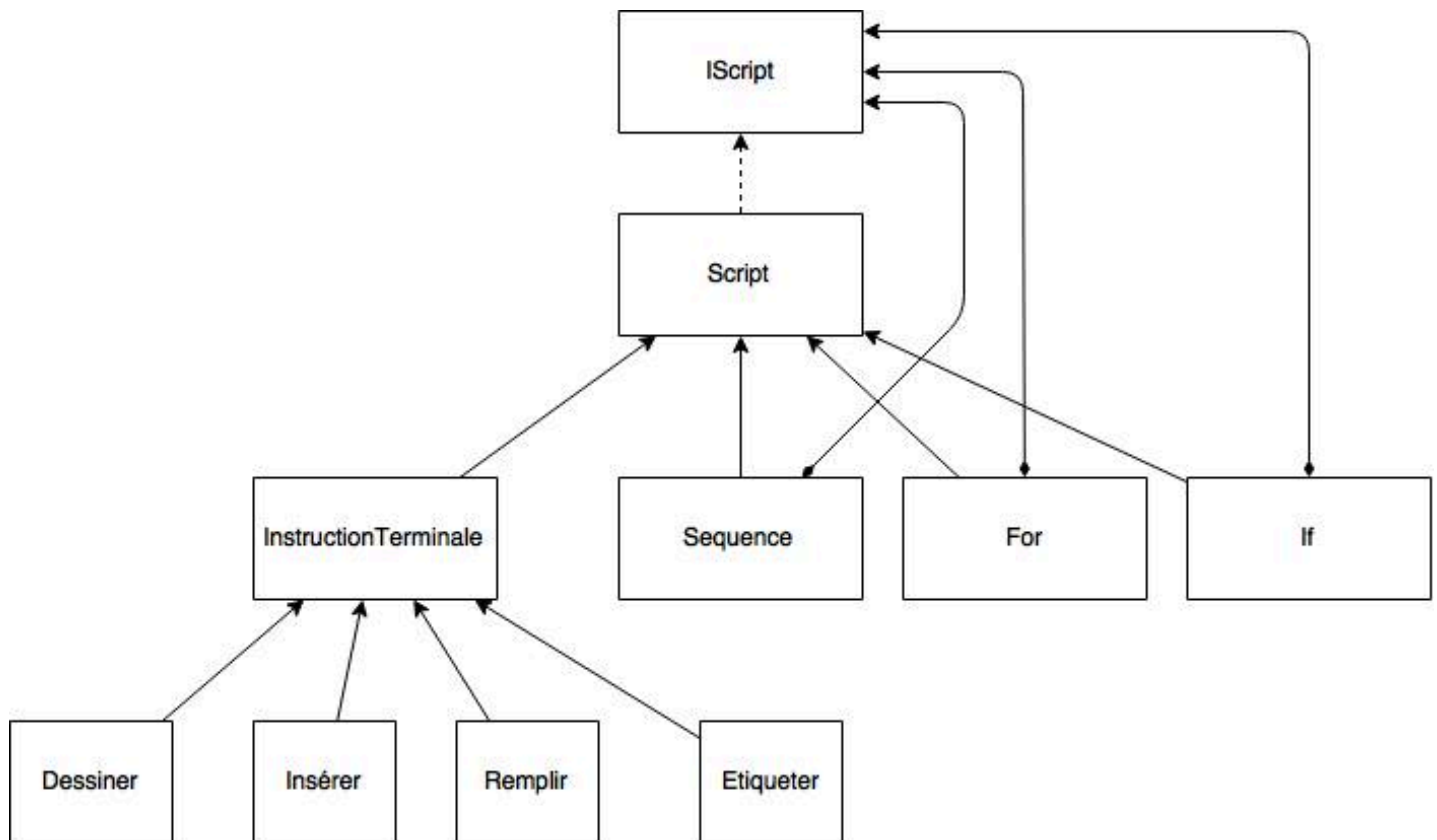 IScript
Script
InstructionTerminale
Sequence
For
If
Dessiner
Insérer
Remplir
Etiqueter